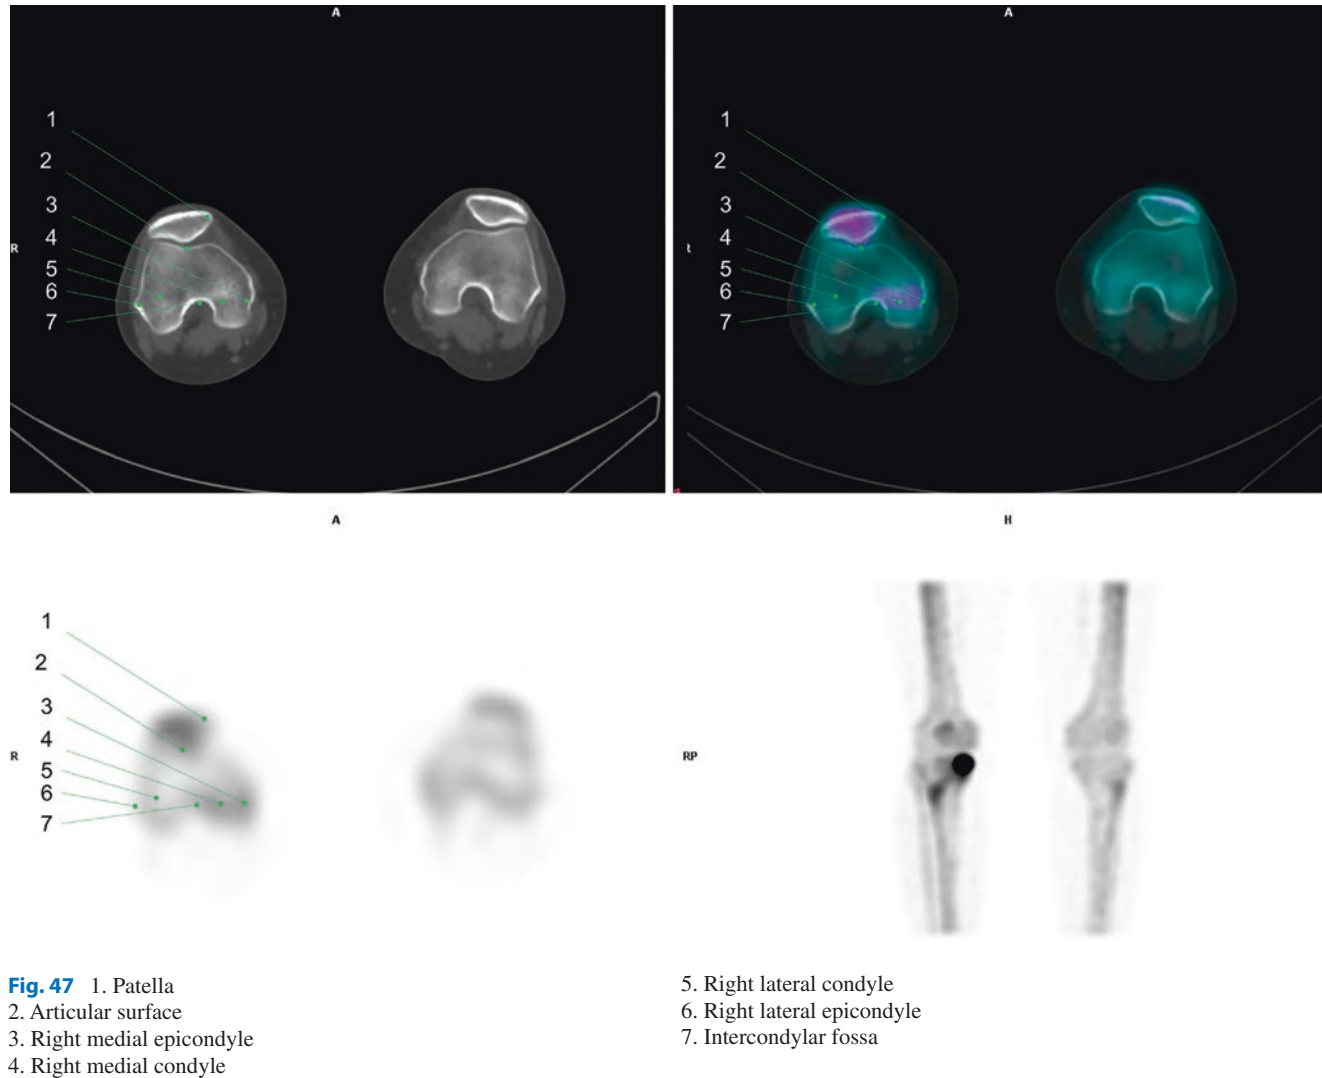 A
A
1
2
3
4
5
6
7
R
1
2
3
4
5
6
7
A
H
1
2
3
4
5
6
7
R
RP
Fig. 47 1. Patella
2. Articular surface
3. Right medial epicondyle
4. Right medial condyle
5. Right lateral condyle
6. Right lateral epicondyle
7. Intercondylar fossa